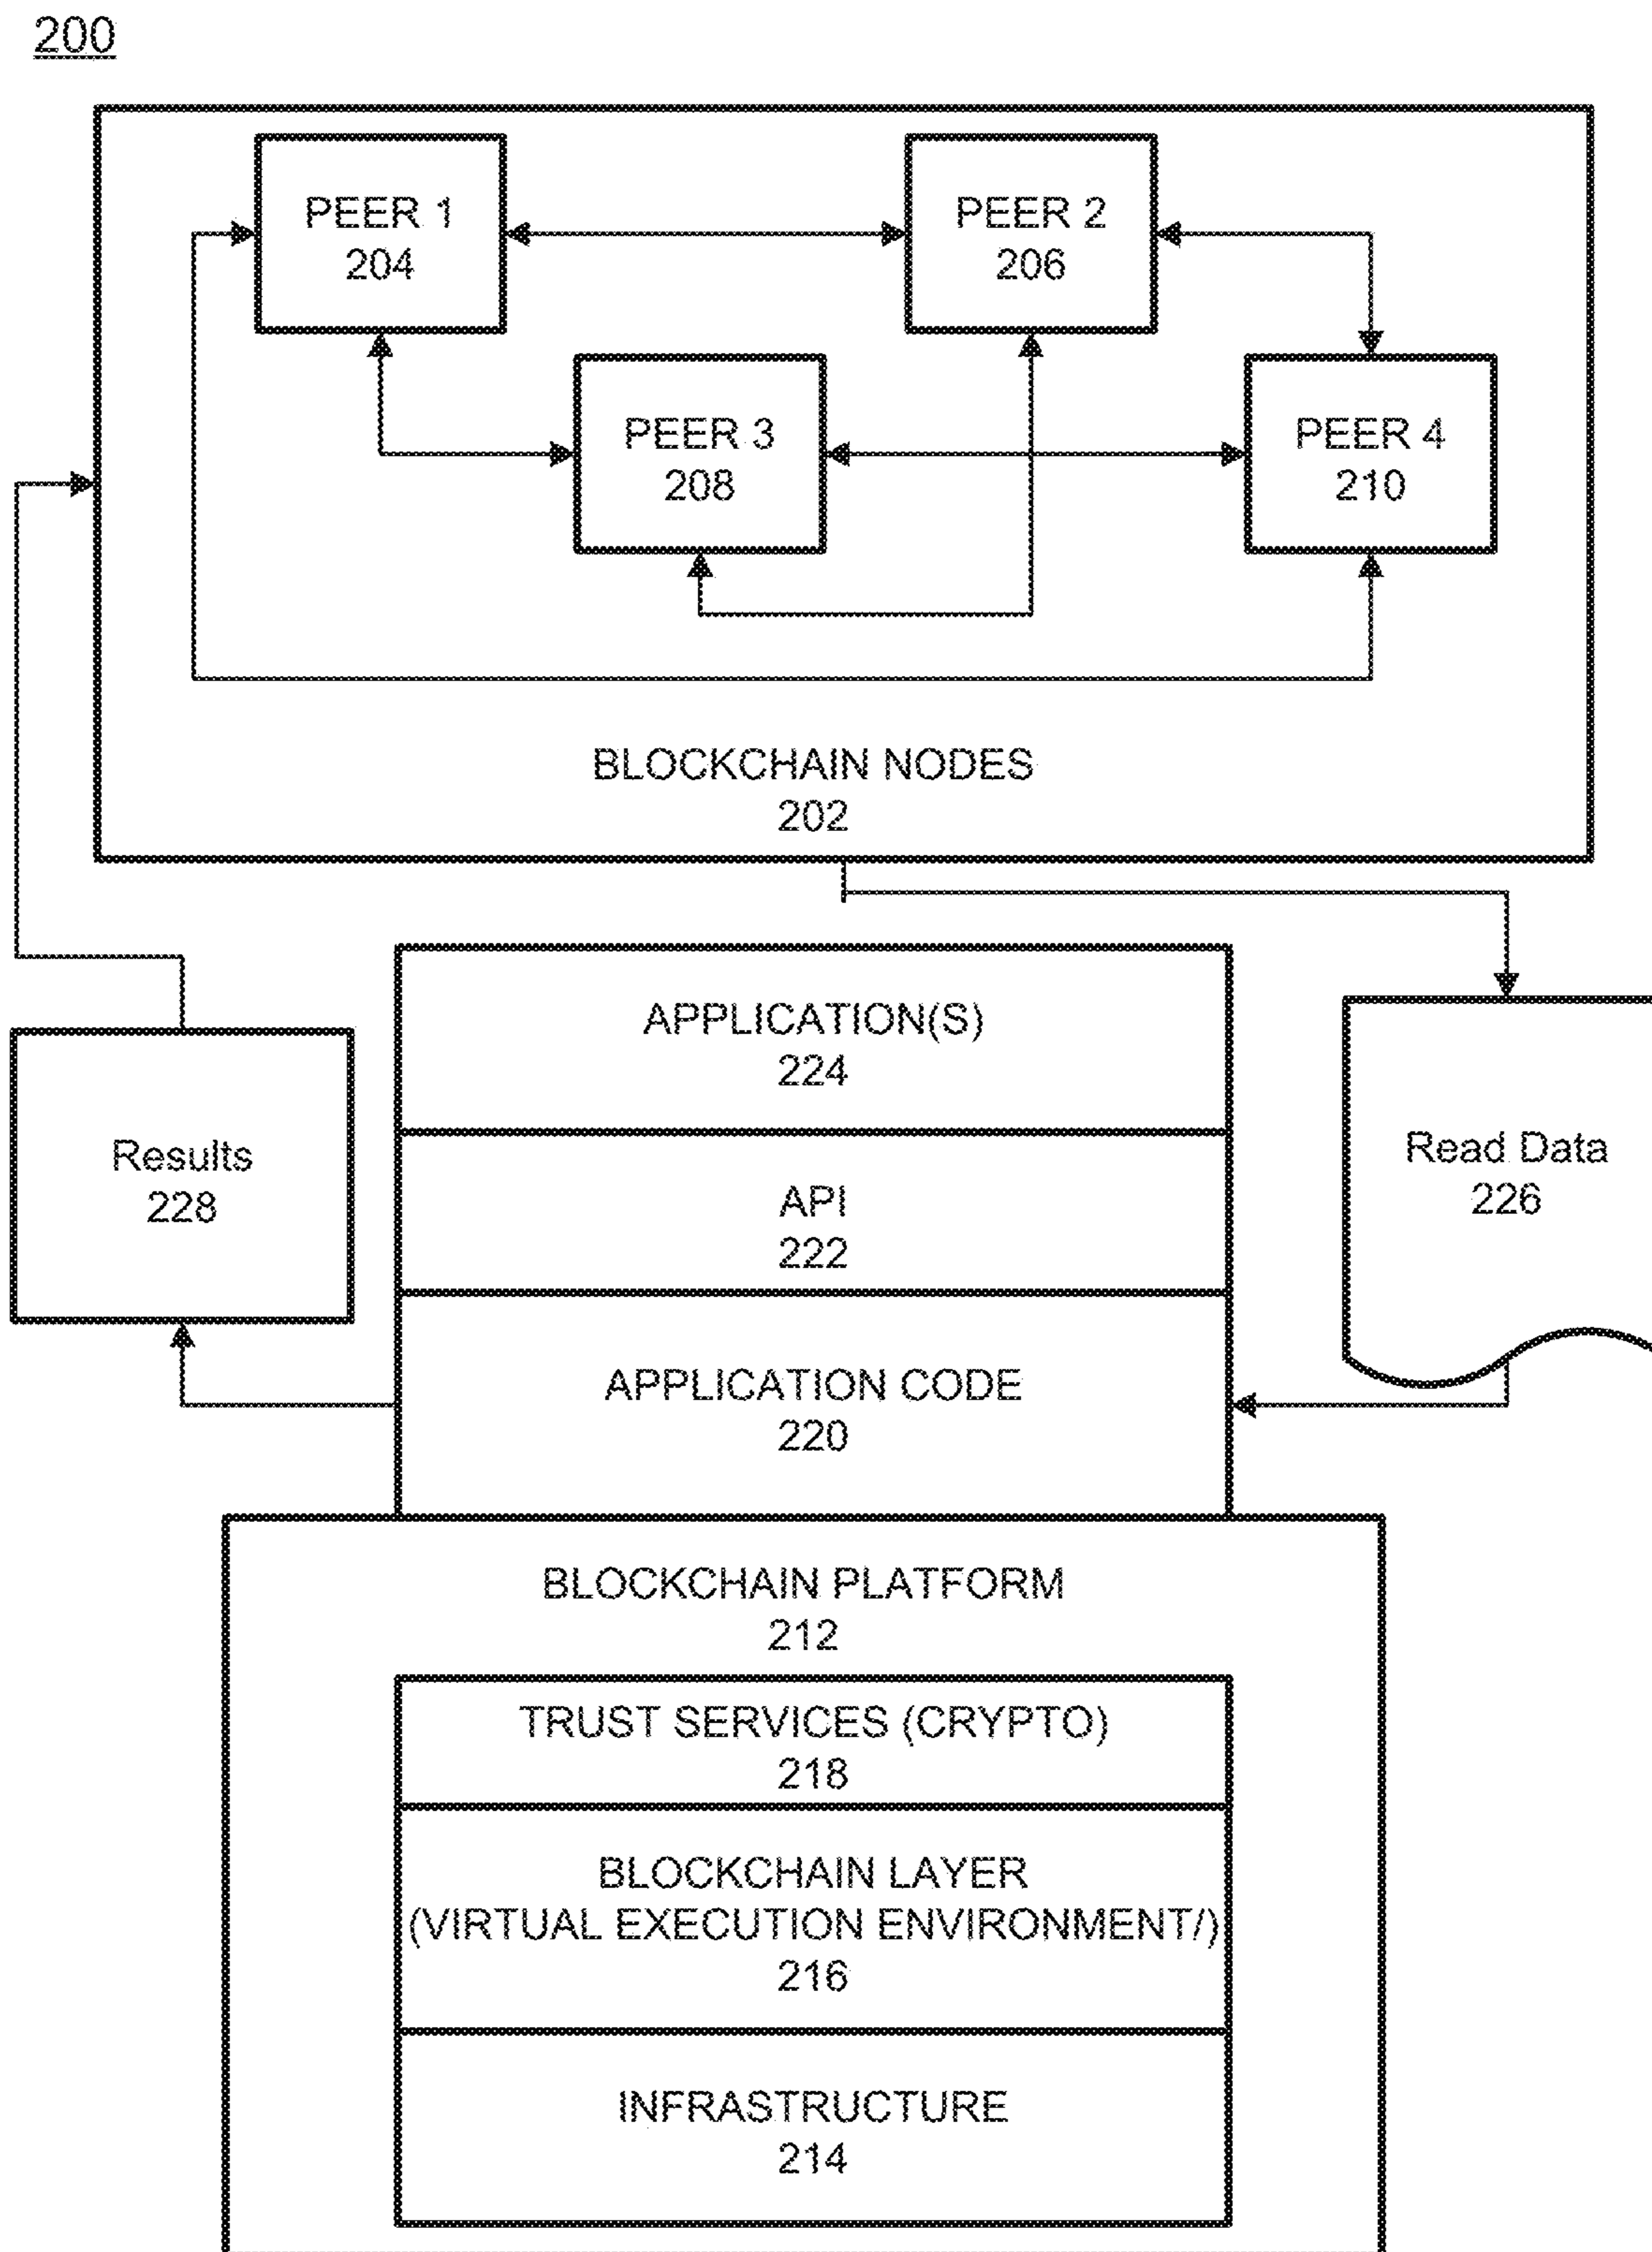 200
PEER 1
204
PEER 2
206
PEER 3
208
PEER 4
210
BLOCKCHAIN NODES
202
APPLICATION(S)
224
Results
228
API
222
Read Data
226
APPLICATION CODE
220
BLOCKCHAIN PLATFORM
212
TRUST SERVICES (CRYPTO)
218
BLOCKCHAIN LAYER
(VIRTUAL EXECUTION ENVIRONMENT/)
216
INFRASTRUCTURE
214